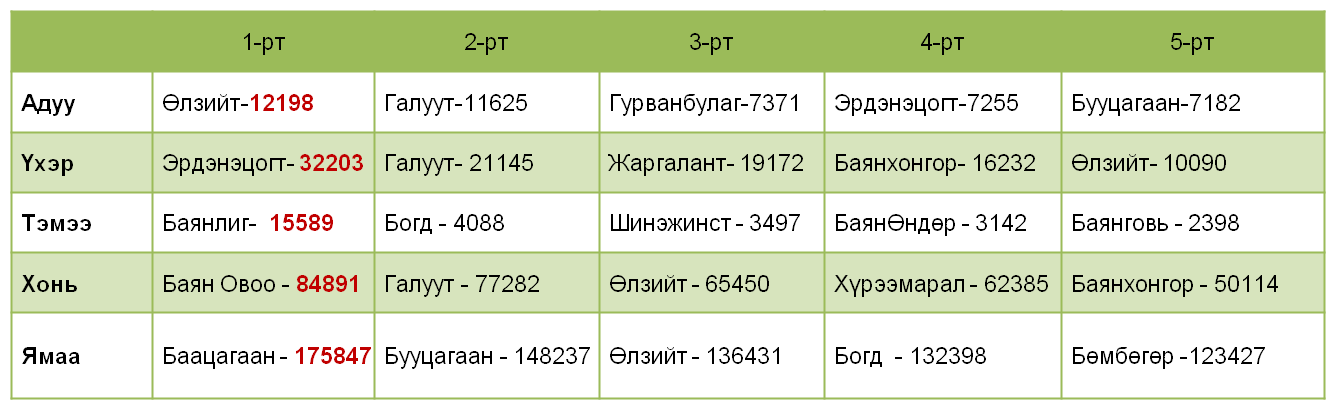 1-рт 2-рт 3-рт 4-рт 5-рт
Адуу Өлзийт-12198 Галуут-11625 Гурванбулаг-7371 Эрдэнэцогт-7255 Бууцагаан-7182
Үхэр Эрдэнэцогт- 32203 Галуут- 21145 Жаргалант- 19172 Баянхонгор- 16232 Өлзийт- 10090
Тэмээ Баянлиг- 15589 Богд - 4088 Шинэжинст - 3497 БаянӨндөр - 3142 Баянговь - 2398
Хонь Баян Овоо - 84891 Галуут - 77282 Өлзийт - 65450 Хүрээмарал - 62385 Баянхонгор - 50114
Ямаа Баацагаан - 175847 Бууцагаан - 148237 Өлзийт - 136431 Богд - 132398 Бөмбөгөр -123427